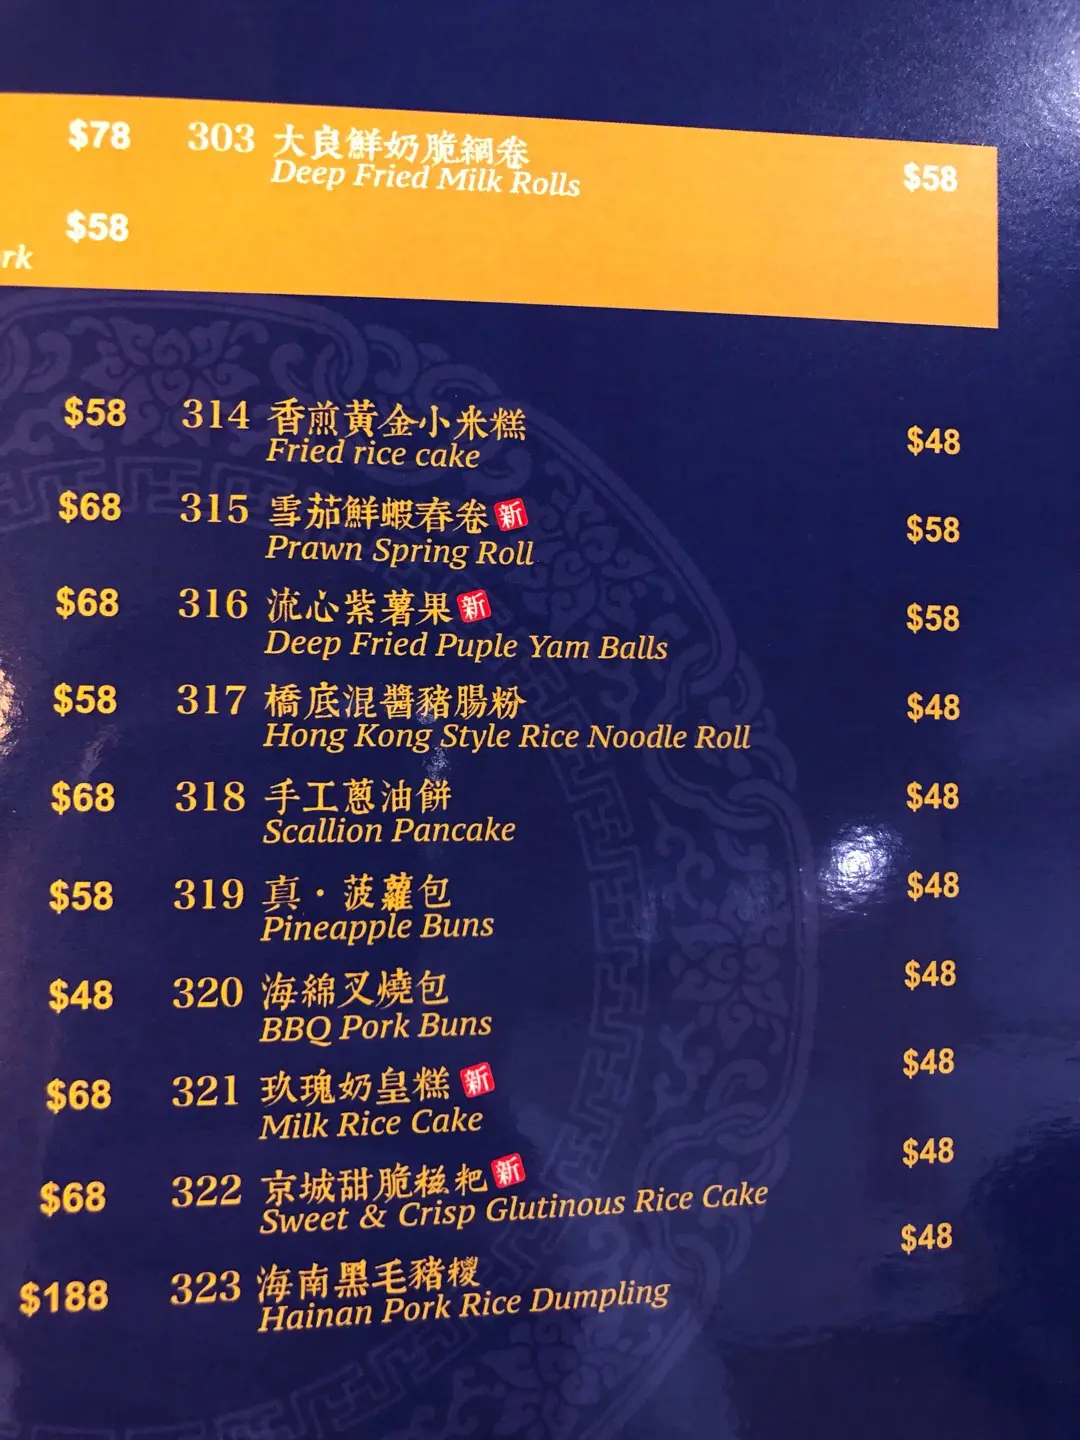 $78
303 大良鮮奶脆網卷
Deep Fried Milk Rolls
$58
$58
rk
$58
314 香煎黃金小米糕
Fried rice cake
$48
$68
315 雪茄鮮蝦春卷 新
Prawn Spring Roll
$58
$68
316 流心紫薯果 新
Deep Fried Puple Yam Balls
$58
$58
317 橋底混醬豬腸粉
Hong Kong Style Rice Noodle Roll
$48
$68
318 手工蔥油餅
Scallion Pancake
$48
$58
319 真·菠蘿包
Pineapple Buns
$48
$48
320 海綿叉燒包
BBQ Pork Buns
$48
$68
321 玫瑰奶皇糕 新
Milk Rice Cake
$48
$68
322 京城甜脆糍粑 新
Sweet & Crisp Glutinous Rice Cake
$48
$188
323 海南黑毛豬糭
Hainan Pork Rice Dumpling
$48